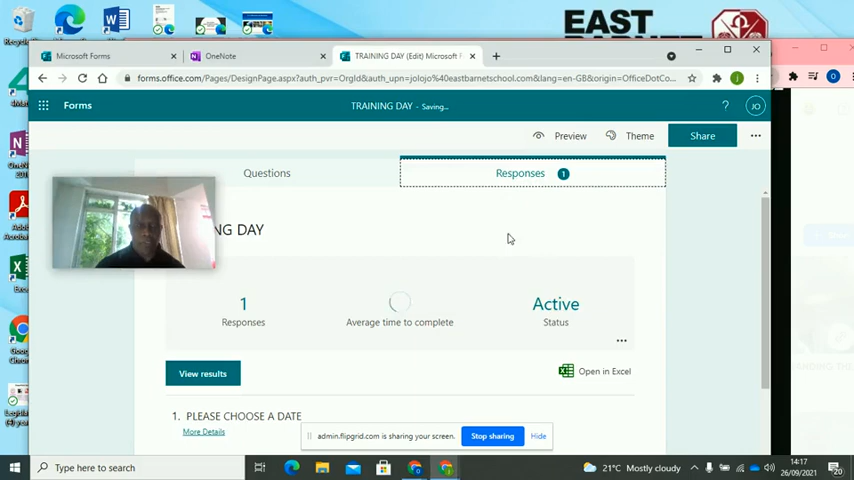 EAST
Microsoft Forms
OneNote
TRAINING DAY (Edit) Microsoft
forms.office.com/Pages/DesignPage.aspx?auth_pvr=OrgId&auth_upn=jolojo%40eastbarnetschool.com&lang=en-GB&origin=OfficeDotCo...
Forms
TRAINING DAY - Saving...
?
JO
Preview
Theme
Share
Questions
Responses 1
NG DAY
1
Responses
Average time to complete
Active
Status
View results
Open in Excel
1. PLEASE CHOOSE A DATE
More Details
admin.flipgrid.com is sharing your screen.
Stop sharing
Hide
Type here to search
21°C Mostly cloudy
14:17
26/09/2021
20